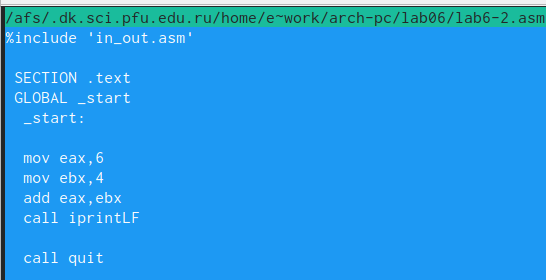 /afs/.dk.sci.pfu.edu.ru/home/e~work/arch-pc/lab06/lab6-2.asm
%include 'in_out.asm'
SECTION .text
GLOBAL _start
_start:
mov eax,6
mov ebx,4
add eax,ebx
call iprintLF
call quit